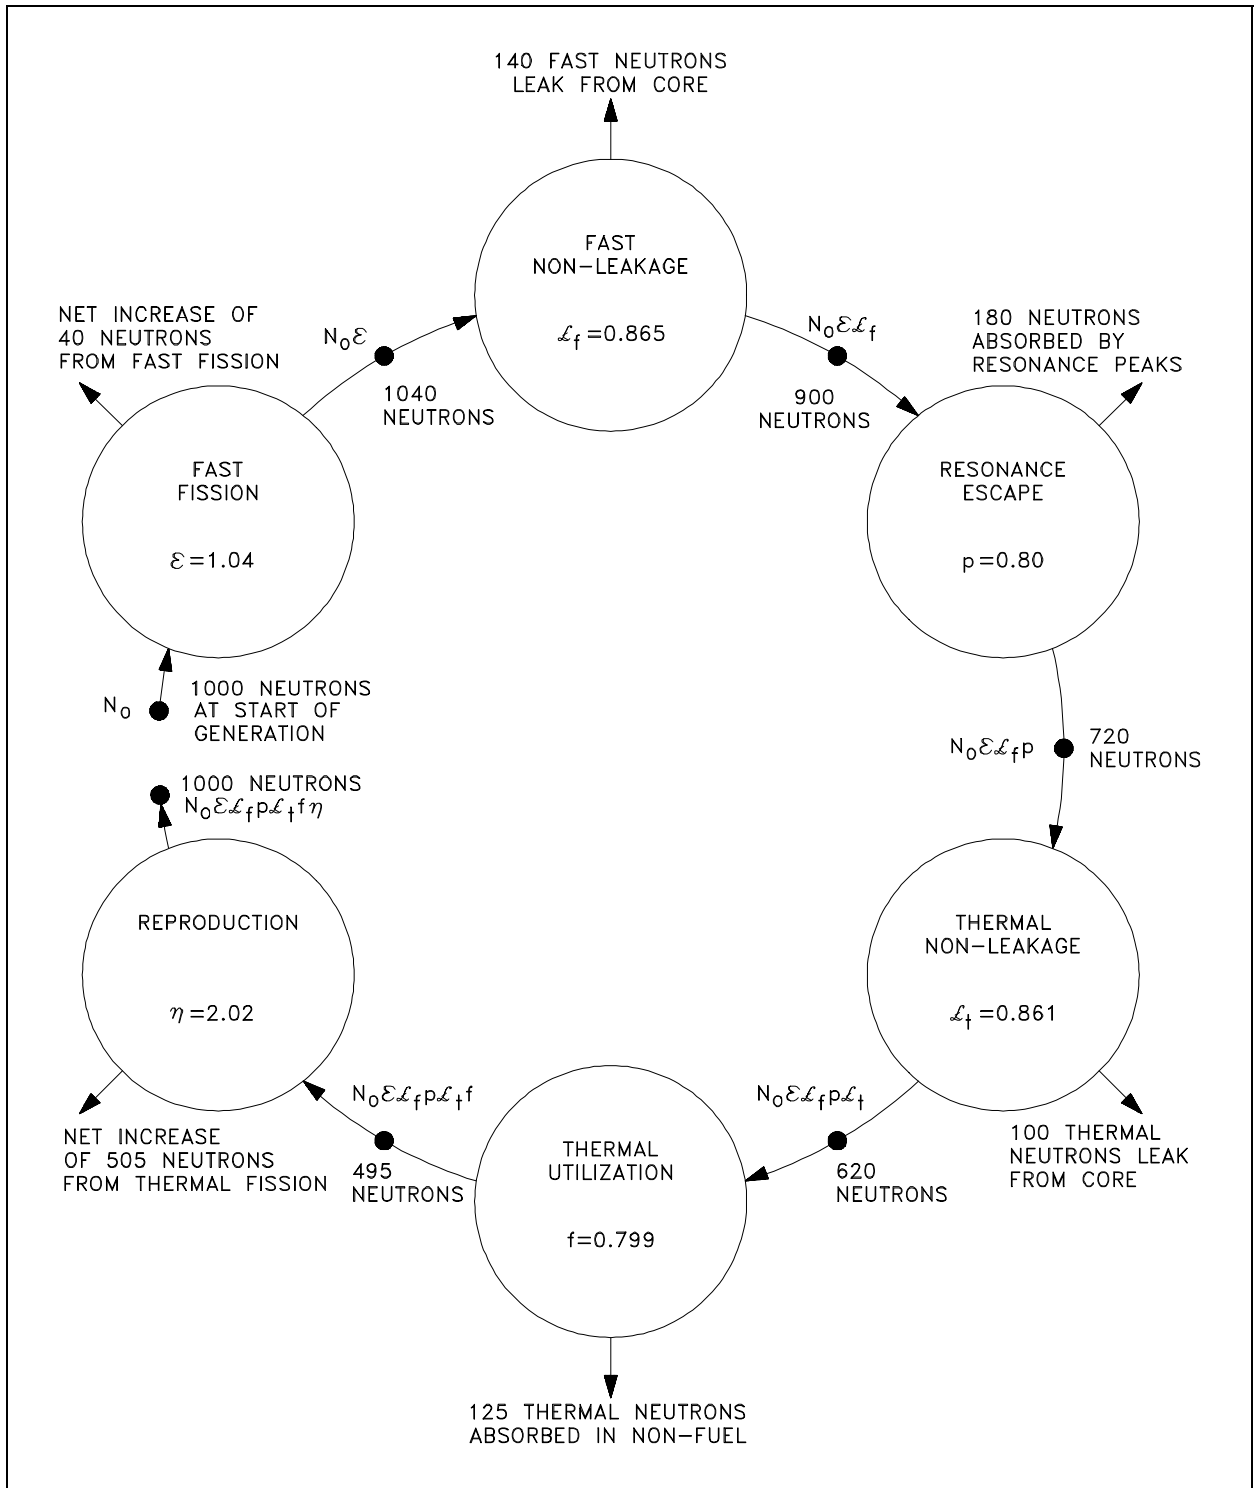 140 FAST NEUTRONS
LEAK FROM CORE
FAST
NON-LEAKAGE
ℒf=0.865
NET INCREASE OF
40 NEUTRONS
FROM FAST FISSION
N₀ℰ
1040
NEUTRONS
N₀ℰℒf
900
NEUTRONS
180 NEUTRONS
ABSORBED BY
RESONANCE PEAKS
FAST
FISSION
ℰ=1.04
RESONANCE
ESCAPE
p=0.80
N₀
1000 NEUTRONS
AT START OF
GENERATION
N₀ℰℒfp
720
NEUTRONS
1000 NEUTRONS
N₀ℰℒfpℒtfη
REPRODUCTION
η=2.02
THERMAL
NON-LEAKAGE
ℒt=0.861
N₀ℰℒfpℒtf
495
NEUTRONS
N₀ℰℒfpℒt
620
NEUTRONS
NET INCREASE
OF 505 NEUTRONS
FROM THERMAL FISSION
THERMAL
UTILIZATION
f=0.799
100 THERMAL
NEUTRONS LEAK
FROM CORE
125 THERMAL NEUTRONS
ABSORBED IN NON-FUEL